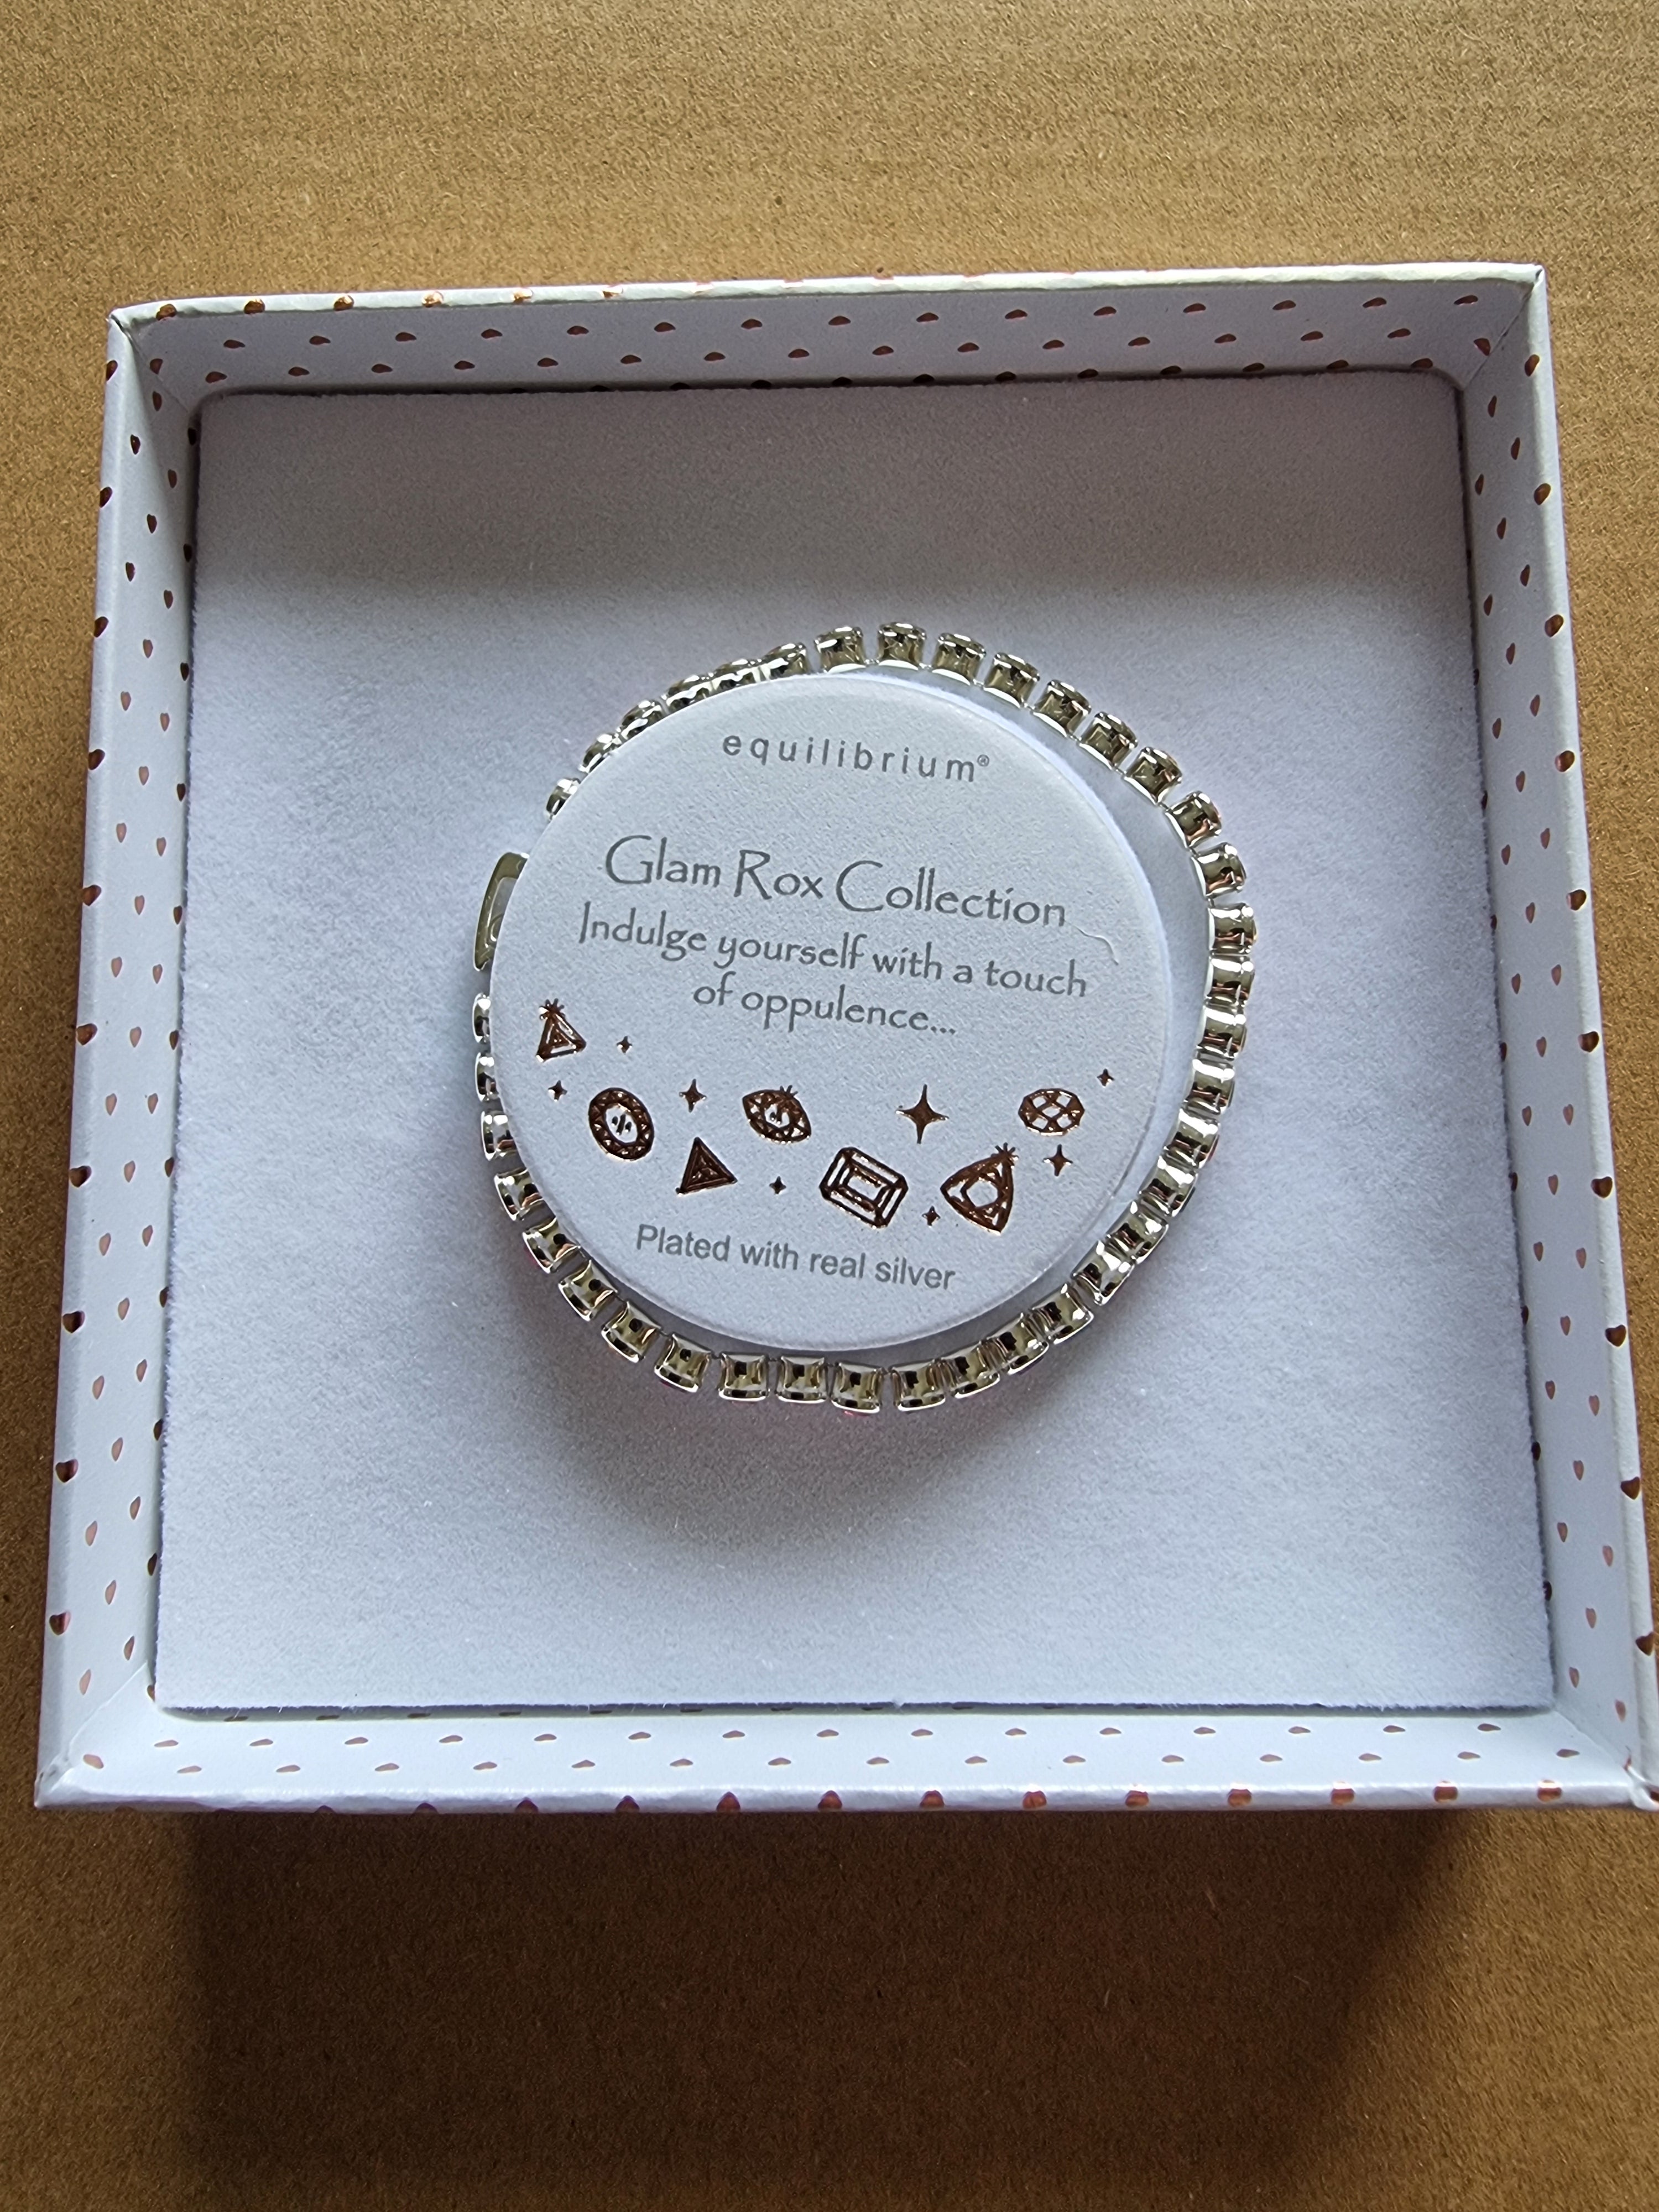 equilibrium®
Glam Rox Collection
Indulge yourself with a touch
of oppulence...
Plated with real silver